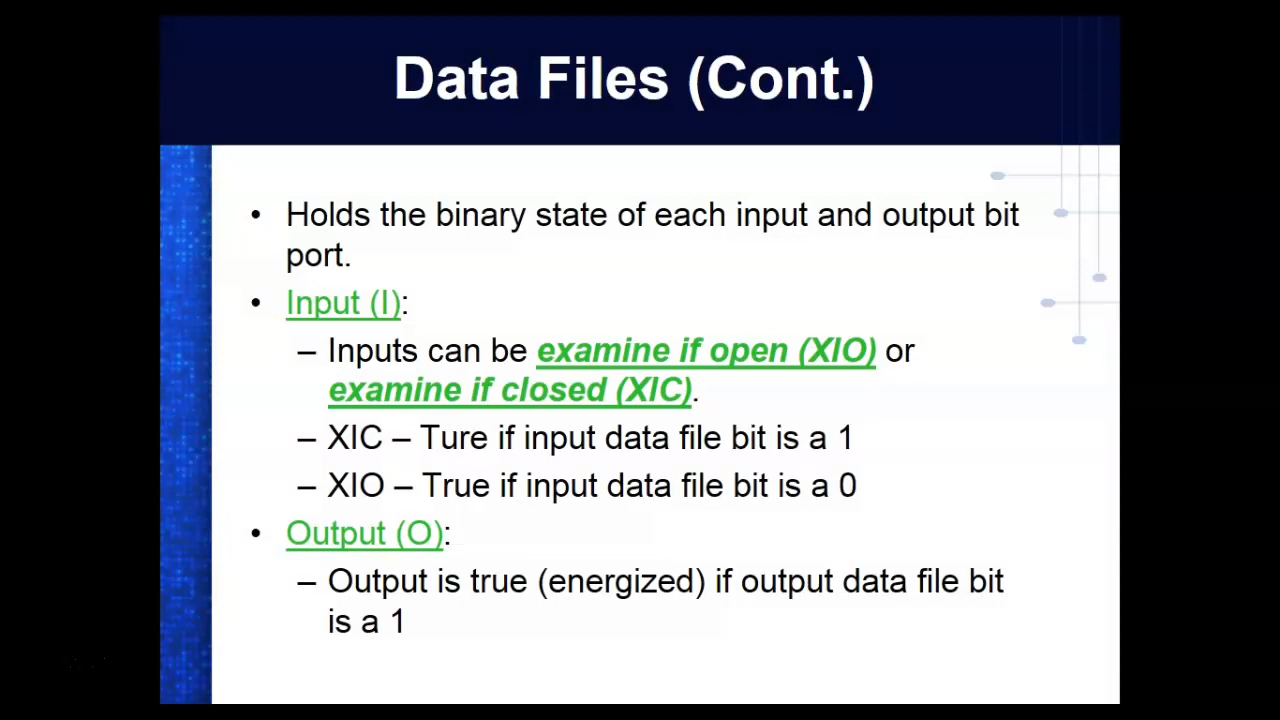 Data Files (Cont.)
• Holds the binary state of each input and output bit
port.
• Input (I):
– Inputs can be examine if open (XIO) or
examine if closed (XIC).
– XIC – Ture if input data file bit is a 1
– XIO – True if input data file bit is a 0
• Output (O):
– Output is true (energized) if output data file bit
is a 1